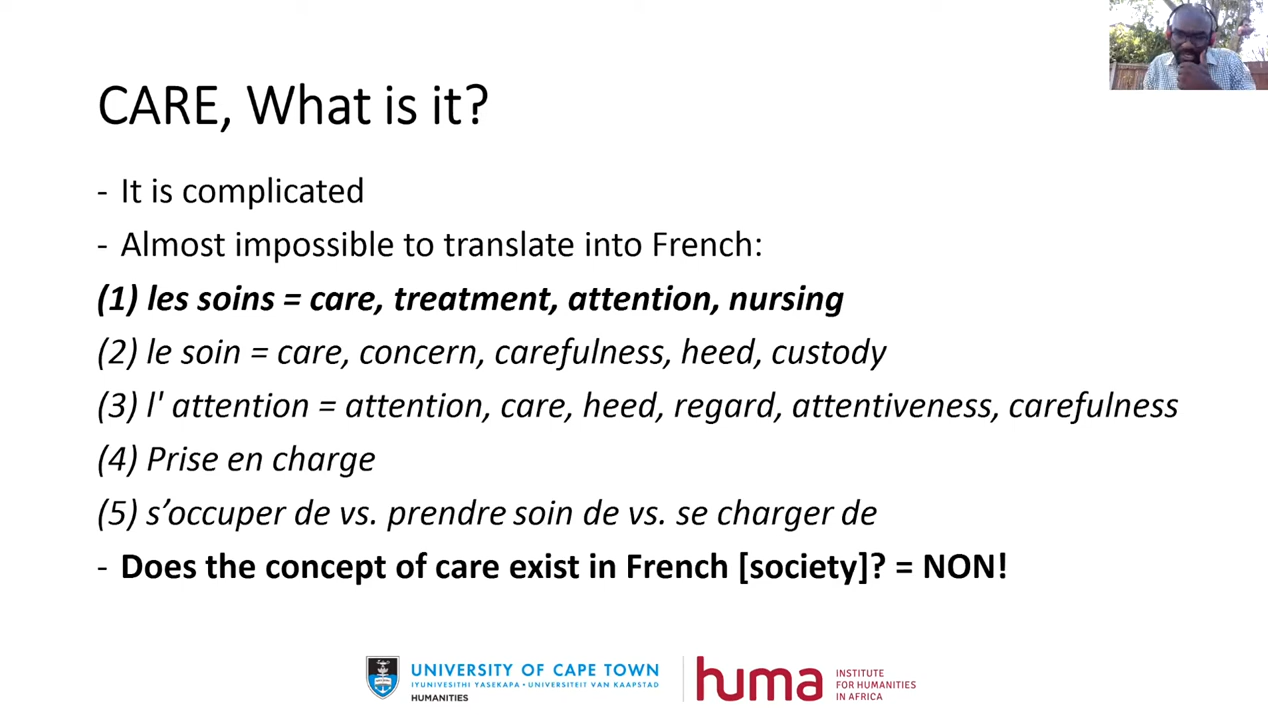 CARE, What is it?
- It is complicated
- Almost impossible to translate into French:
(1) les soins = care, treatment, attention, nursing
(2) le soin = care, concern, carefulness, heed, custody
(3) l' attention = attention, care, heed, regard, attentiveness, carefulness
(4) Prise en charge
(5) s’occuper de vs. prendre soin de vs. se charger de
- Does the concept of care exist in French [society]? = NON!
UNIVERSITY OF CAPE TOWN
IYUNIVESITHI YASEKAPA • UNIVERSITEIT VAN KAAPSTAD
HUMANITIES
huma
INSTITUTE
FOR HUMANITIES
IN AFRICA